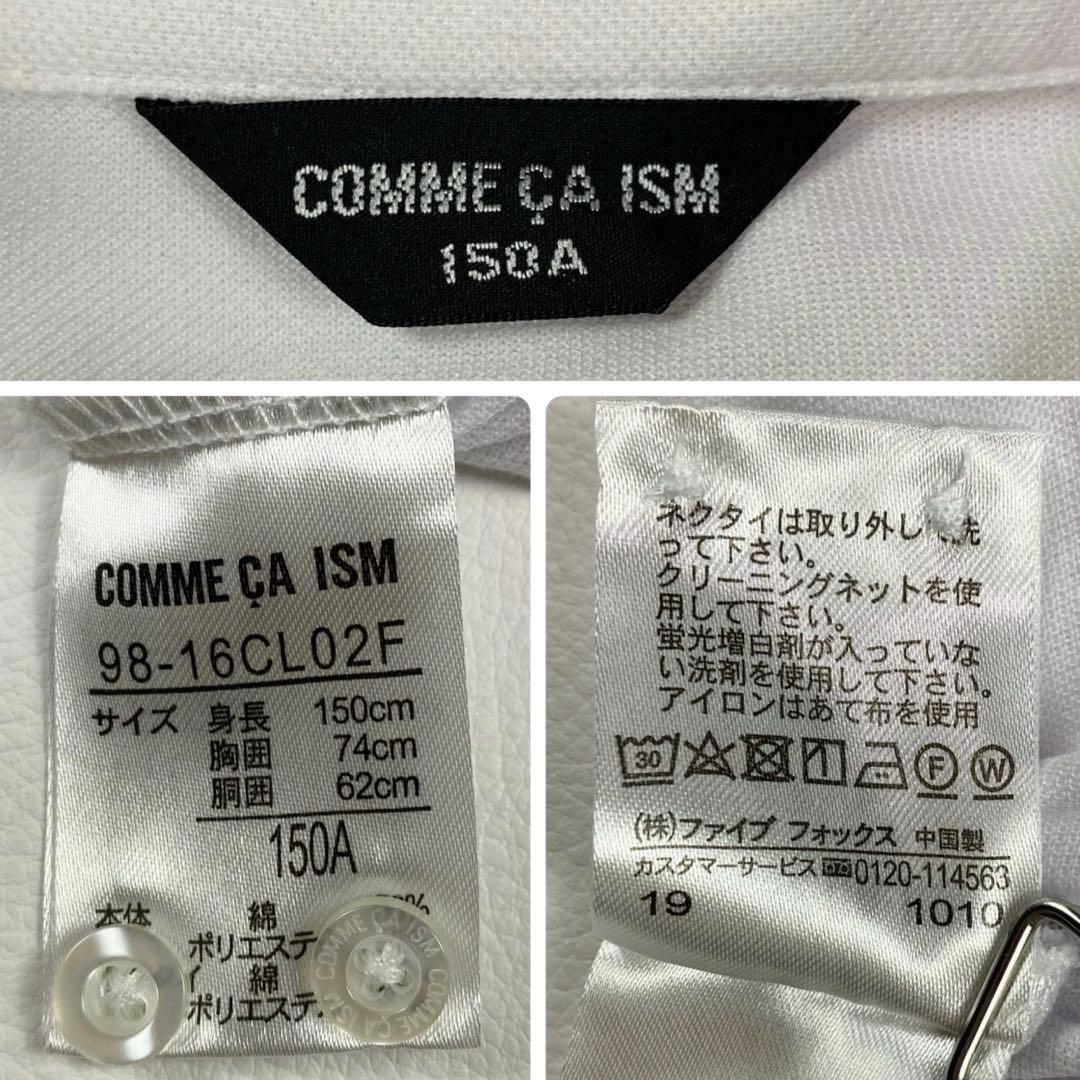 COMME ÇA ISM
150A
COMME ÇA ISM
98-16CL02F
サイズ 身長 150cm
胸囲 74cm
胴囲 62cm
150A
本体 綿
ポリエステ
綿
ポリエステ
COMME ÇA ISM COMME ÇA ISM
ネクタイは取り外して洗
って下さい。
クリーニングネットを使
用して下さい。
蛍光増白剤が入っていな
い洗剤を使用して下さい。
アイロンはあて布を使用
30 F W
(株)ファイブ フォックス 中国製
カスタマーサービス 0120-114563
19 1010